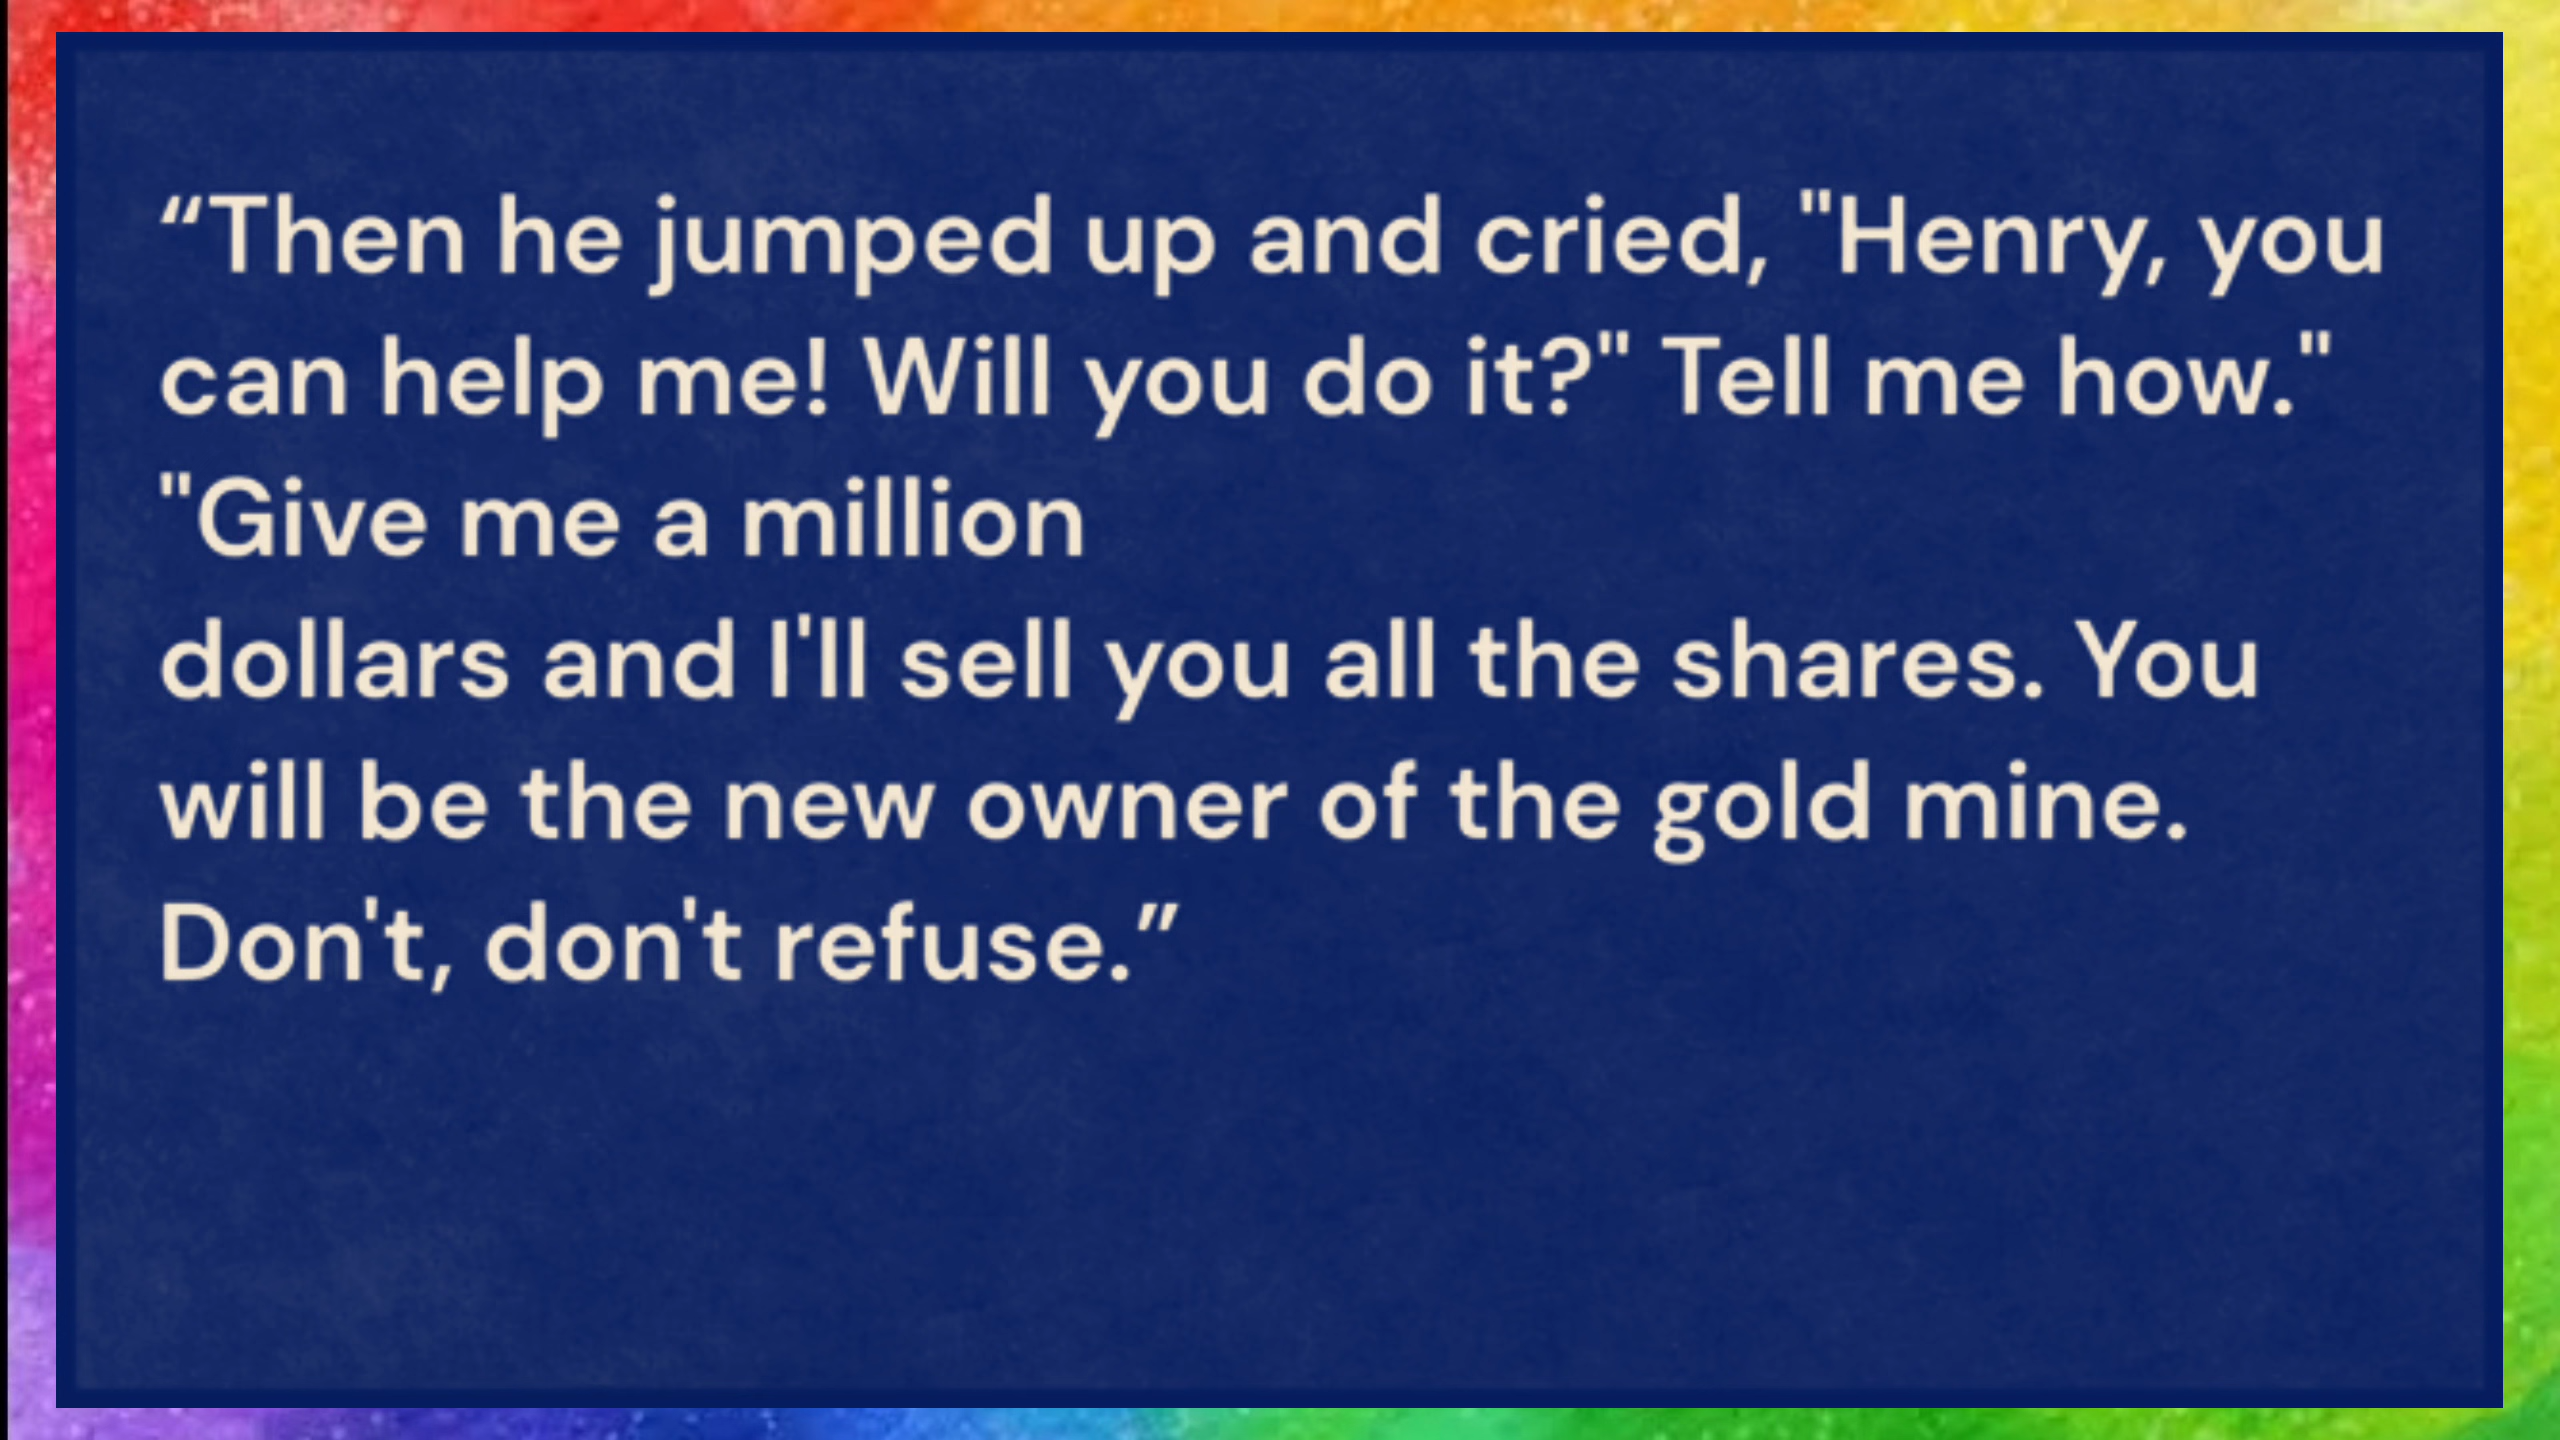 “Then he jumped up and cried, "Henry, you
can help me! Will you do it?" Tell me how."
"Give me a million
dollars and I'll sell you all the shares. You
will be the new owner of the gold mine.
Don't, don't refuse.”